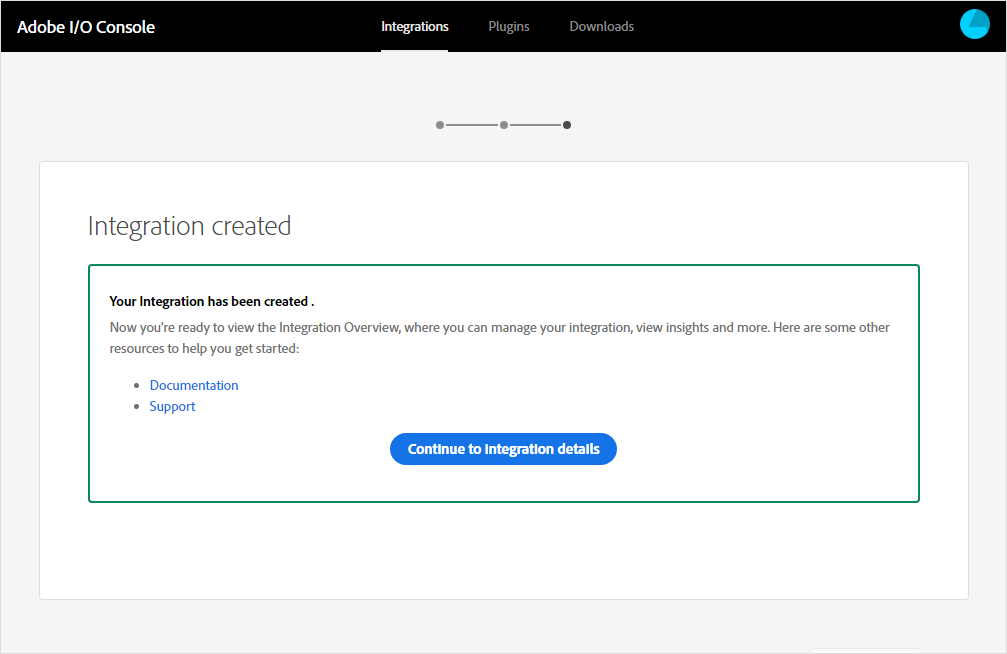 Adobe I/O Console
Integrations
Plugins
Downloads
Integration created
Your Integration has been created .
Now you're ready to view the Integration Overview, where you can manage your integration, view insights and more. Here are some other
resources to help you get started:
Documentation
Support
Continue to integration details